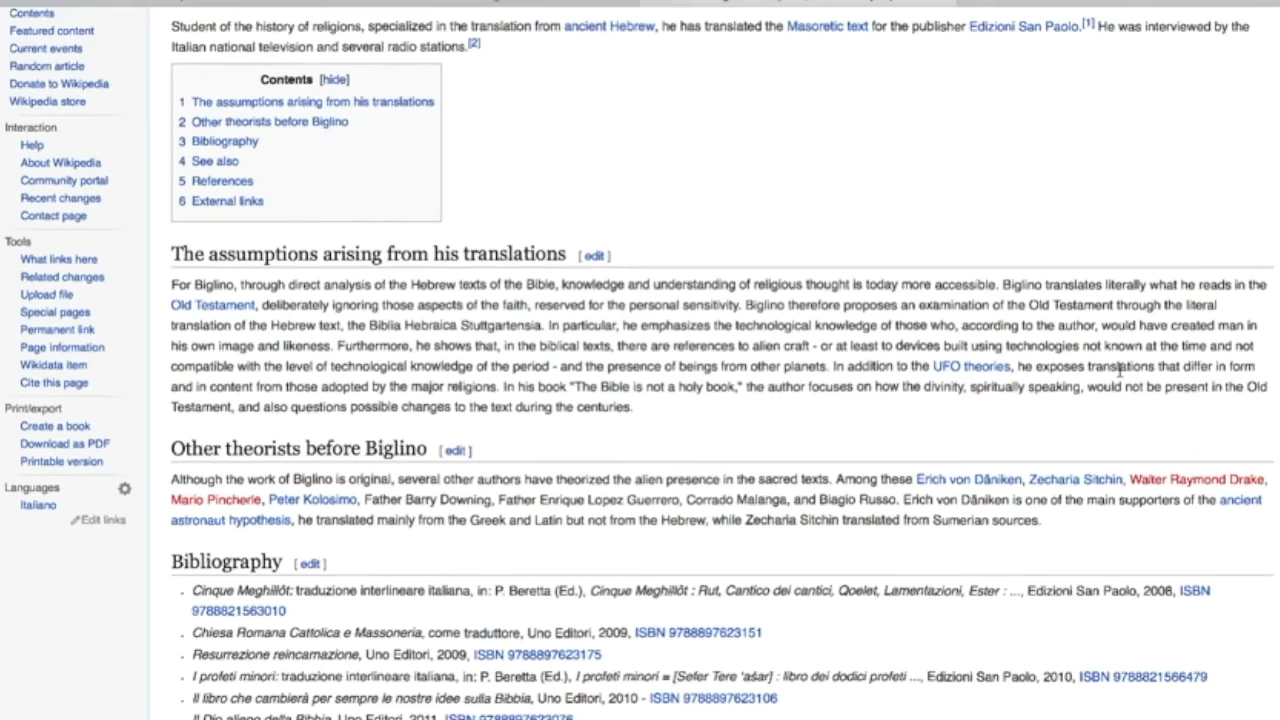 Contents
Featured content
Current events
Random article
Donate to Wikipedia
Wikipedia store
Interaction
Help
About Wikipedia
Community portal
Recent changes
Contact page
Tools
What links here
Related changes
Upload file
Special pages
Permanent link
Page information
Wikidata item
Cite this page
Print/export
Create a book
Download as PDF
Printable version
Languages
Italiano
Edit links
Student of the history of religions, specialized in the translation from ancient Hebrew, he has translated the Masoretic text for the publisher Edizioni San Paolo.[1] He was interviewed by the
Italian national television and several radio stations.[2]
Contents [hide]
1 The assumptions arising from his translations
2 Other theorists before Biglino
3 Bibliography
4 See also
5 References
6 External links
The assumptions arising from his translations [ edit ]
For Biglino, through direct analysis of the Hebrew texts of the Bible, knowledge and understanding of religious thought is today more accessible. Biglino translates literally what he reads in the
Old Testament, deliberately ignoring those aspects of the faith, reserved for the personal sensitivity. Biglino therefore proposes an examination of the Old Testament through the literal
translation of the Hebrew text, the Biblia Hebraica Stuttgartensia. In particular, he emphasizes the technological knowledge of those who, according to the author, would have created man in
his own image and likeness. Furthermore, he shows that, in the biblical texts, there are references to alien craft - or at least to devices built using technologies not known at the time and not
compatible with the level of technological knowledge of the period - and the presence of beings from other planets. In addition to the UFO theories, he exposes translations that differ in form
and in content from those adopted by the major religions. In his book "The Bible is not a holy book," the author focuses on how the divinity, spiritually speaking, would not be present in the Old
Testament, and also questions possible changes to the text during the centuries.
Other theorists before Biglino [ edit ]
Although the work of Biglino is original, several other authors have theorized the alien presence in the sacred texts. Among these Erich von Däniken, Zecharia Sitchin, Walter Raymond Drake,
Mario Pincherle, Peter Kolosimo, Father Barry Downing, Father Enrique Lopez Guerrero, Corrado Malanga, and Biagio Russo. Erich von Däniken is one of the main supporters of the ancient
astronaut hypothesis, he translated mainly from the Greek and Latin but not from the Hebrew, while Zecharia Sitchin translated from Sumerian sources.
Bibliography [ edit ]
Cinque Meghillôt: traduzione interlineare italiana, in: P. Beretta (Ed.), Cinque Meghillôt : Rut, Cantico dei cantici, Qoelet, Lamentazioni, Ester : ..., Edizioni San Paolo, 2008, ISBN
9788821563010
Chiesa Romana Cattolica e Massoneria, come traduttore, Uno Editori, 2009, ISBN 9788897623151
Resurrezione reincarnazione, Uno Editori, 2009, ISBN 9788897623175
I profeti minori: traduzione interlineare italiana, in: P. Beretta (Ed.), I profeti minori = [Sefer Tere 'aśar] : libro dei dodici profeti ..., Edizioni San Paolo, 2010, ISBN 9788821566479
Il libro che cambierà per sempre le nostre idee sulla Bibbia, Uno Editori, 2010 - ISBN 9788897623106
Il Dio alieno della Bibbia, Uno Editori, 2011, ISBN 9788897623076